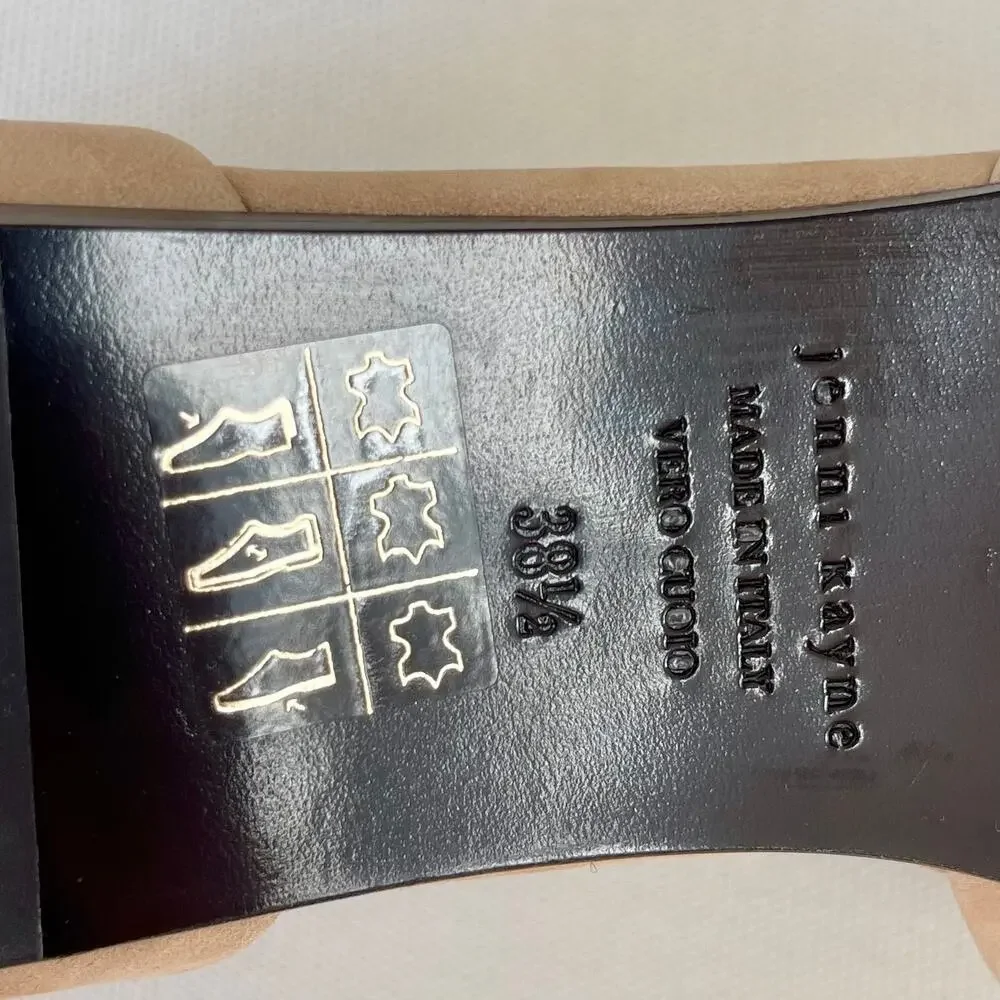 jenni kayne
MADE IN ITALY
VERO CUOIO
38½